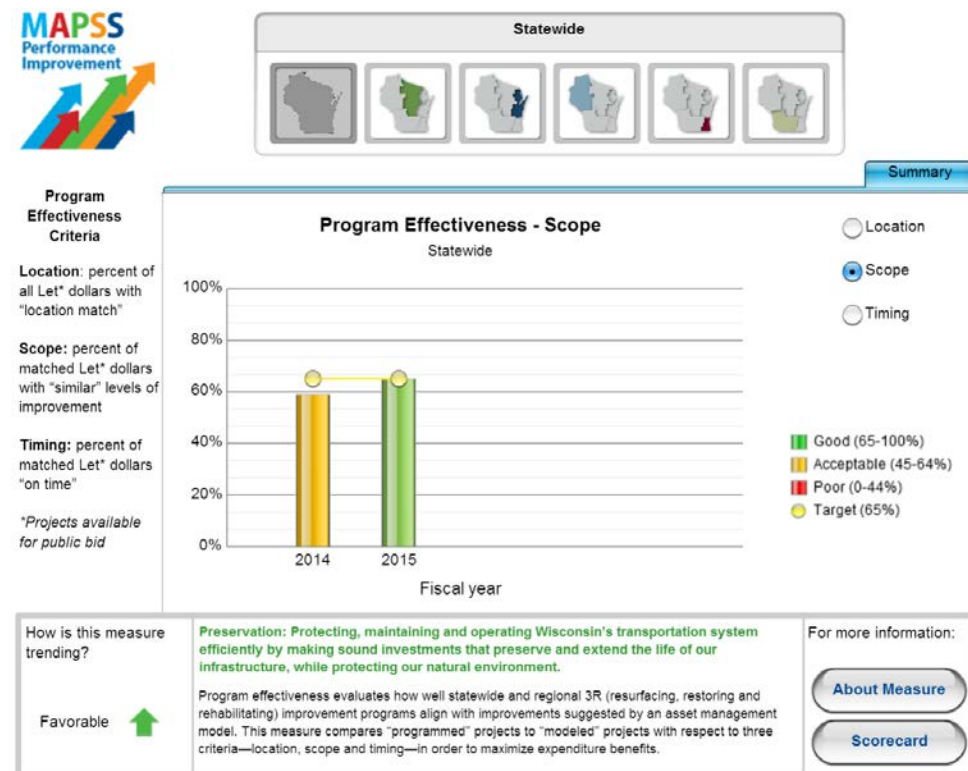 MAPSS
Performance
Improvement
Statewide
Summary
Program
Effectiveness
Criteria
Location: percent of
all Let* dollars with
"location match"
Scope: percent of
matched Let* dollars
with "similar" levels of
improvement
Timing: percent of
matched Let* dollars
"on time"
*Projects available
for public bid
Program Effectiveness - Scope
Statewide
100%
80%
60%
40%
20%
0%
2014
2015
Fiscal year
Location
Scope
Timing
Good (65-100%)
Acceptable (45-64%)
Poor (0-44%)
Target (65%)
How is this measure
trending?
Favorable
Preservation: Protecting, maintaining and operating Wisconsin's transportation system
efficiently by making sound investments that preserve and extend the life of our
infrastructure, while protecting our natural environment.
Program effectiveness evaluates how well statewide and regional 3R (resurfacing, restoring and
rehabilitating) improvement programs align with improvements suggested by an asset management
model. This measure compares "programmed" projects to "modeled" projects with respect to three
criteria—location, scope and timing—in order to maximize expenditure benefits.
For more information:
About Measure
Scorecard